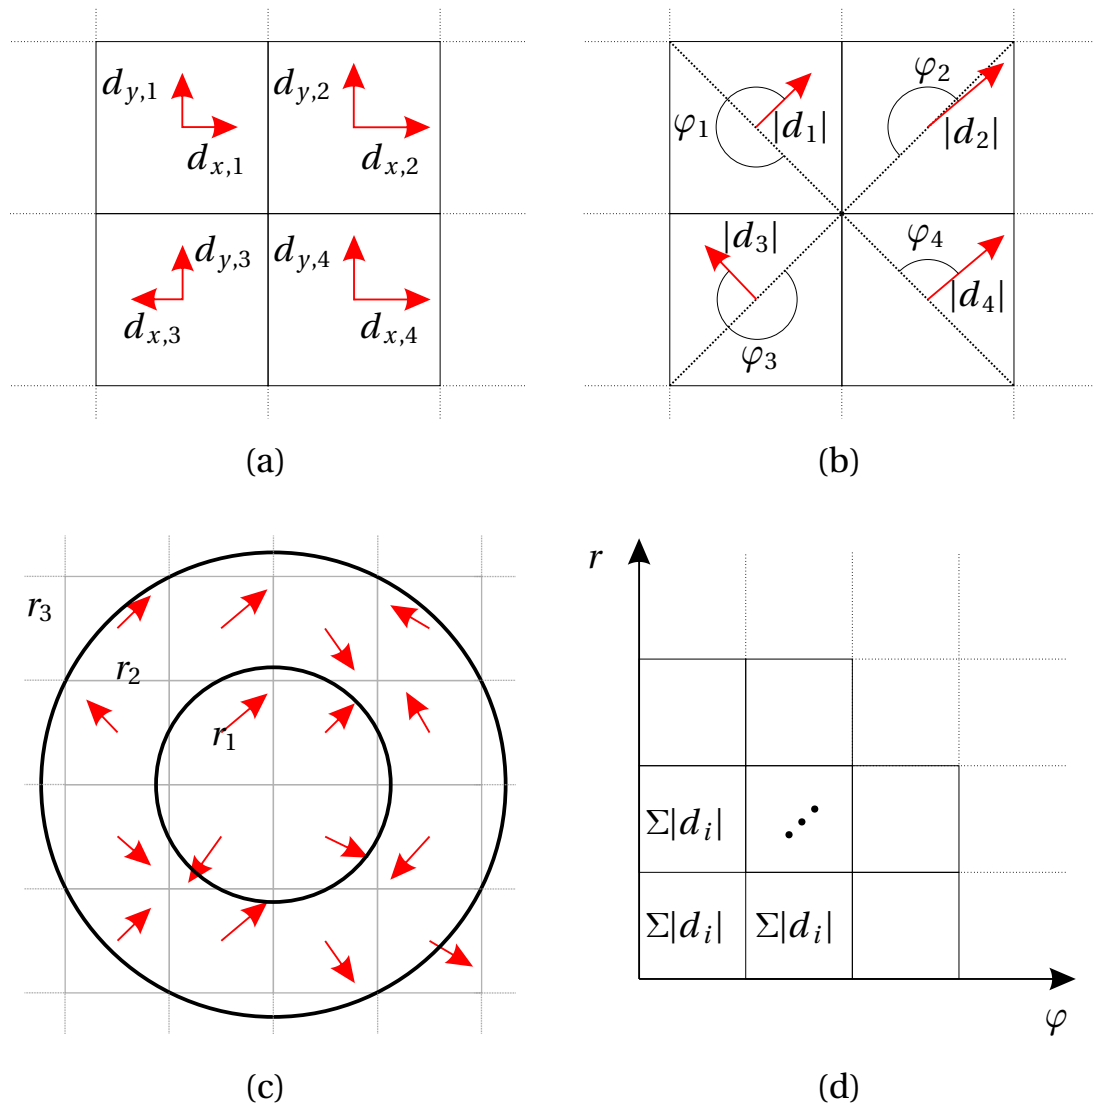 d_{y,1} d_{y,2}
d_{x,1} d_{x,2}
d_{y,3} d_{y,4}
d_{x,3} d_{x,4}
(a)
φ_2
φ_1 |d_1| |d_2|
|d_3| φ_4
|d_4|
φ_3
(b)
r_3
r_2
r_1
(c)
r
Σ|d_i|
Σ|d_i| Σ|d_i|
φ
(d)